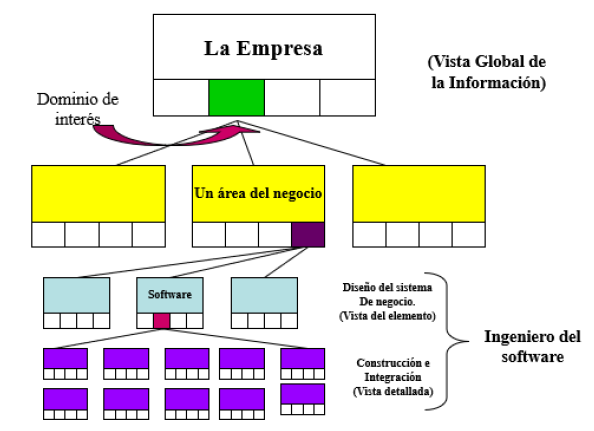 La Empresa
(Vista Global de
la Información)
Dominio de
interés
Un área del negocio
Software
Diseño del sistema
De negocio.
(Vista del elemento)
Construcción e
Integración
(Vista detallada)
Ingeniero del
software